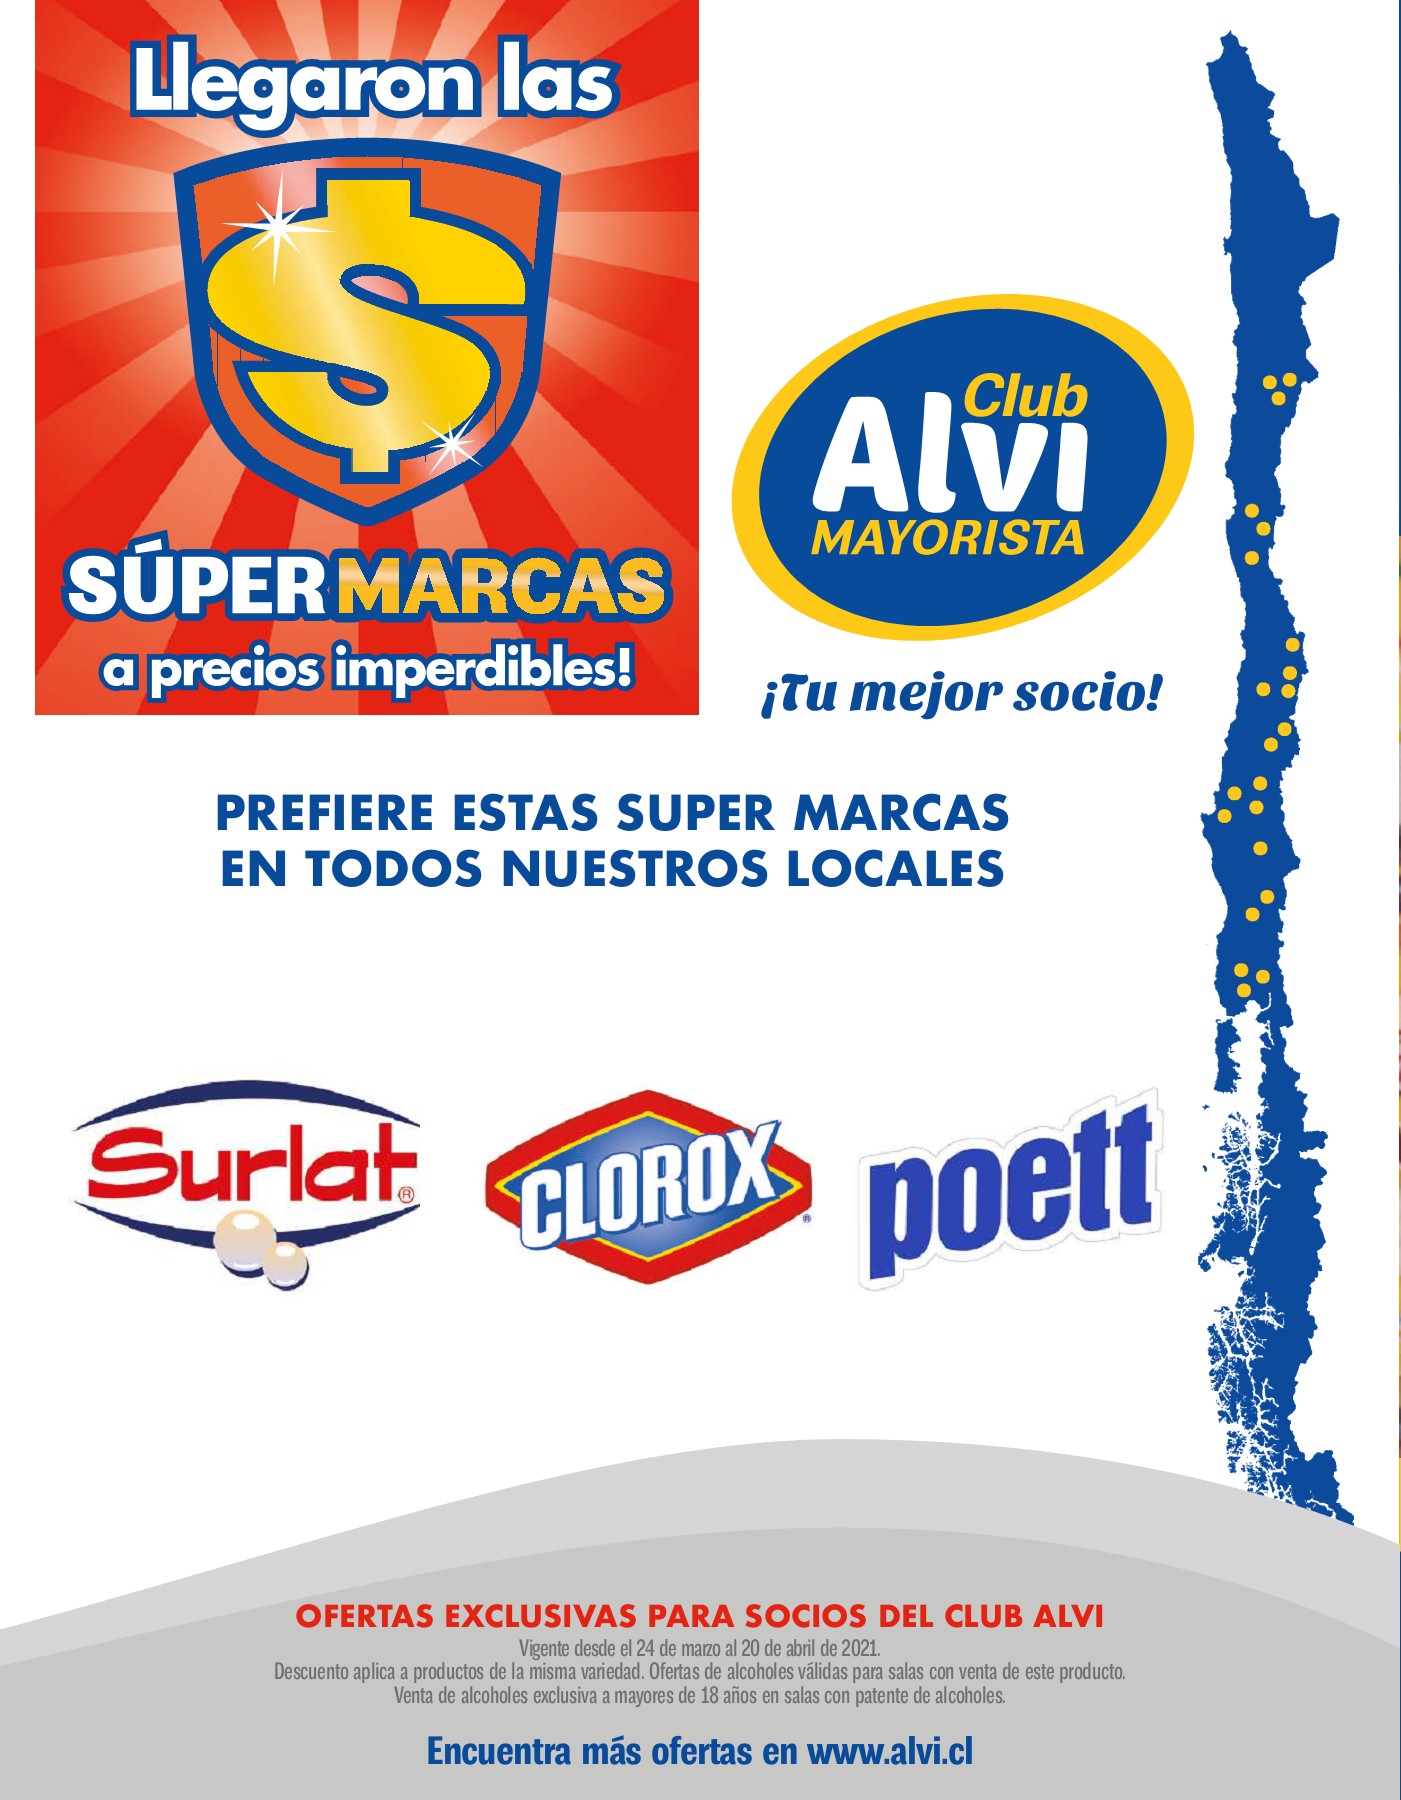 Llegaron las
SÚPER MARCAS
a precios imperdibles!
Club
Alvi
MAYORISTA
¡Tu mejor socio!
PREFIERE ESTAS SUPER MARCAS
EN TODOS NUESTROS LOCALES
Surlat®
CLOROX®
poett
OFERTAS EXCLUSIVAS PARA SOCIOS DEL CLUB ALVI
Vigente desde el 24 de marzo al 20 de abril de 2021.
Descuento aplica a productos de la misma variedad. Ofertas de alcoholes válidas para salas con venta de este producto.
Venta de alcoholes exclusiva a mayores de 18 años en salas con patente de alcoholes.
Encuentra más ofertas en www.alvi.cl